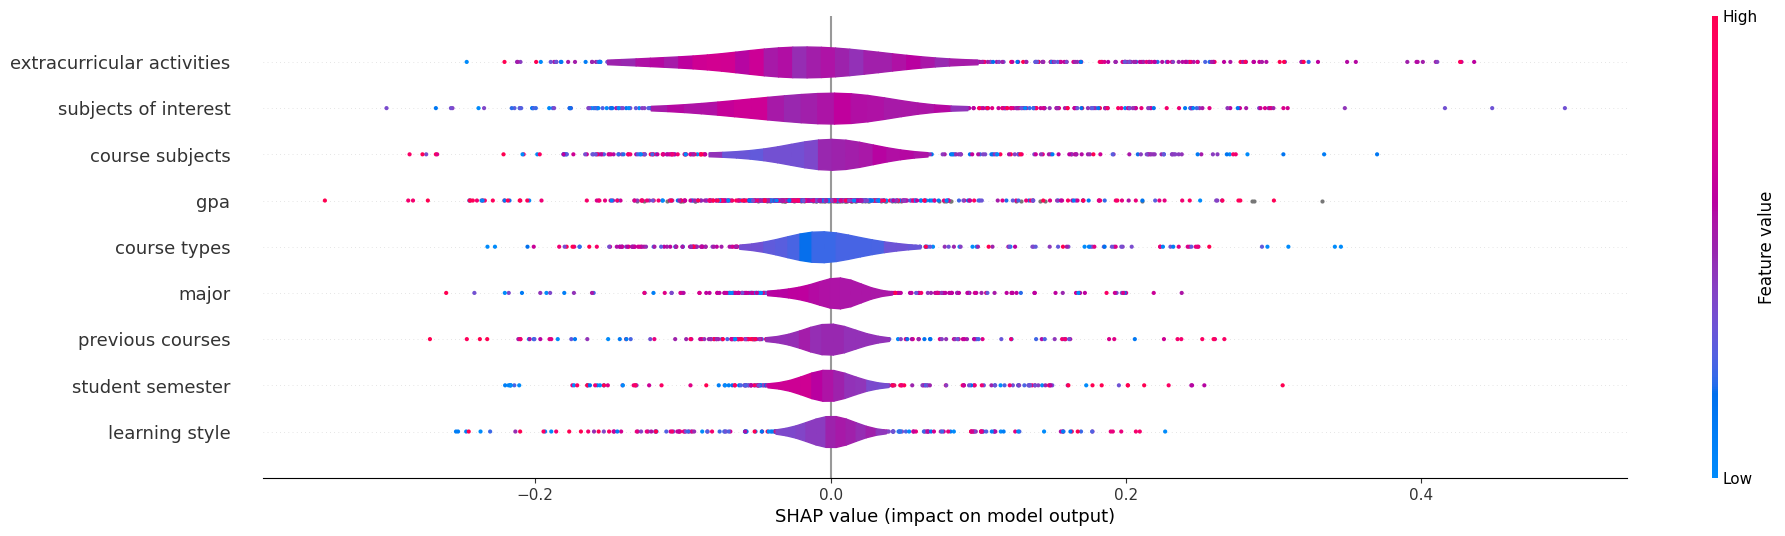 High
extracurricular activities
subjects of interest
course subjects
gpa
course types
major
previous courses
student semester
learning style
Feature value
Low
−0.2 0.0 0.2 0.4
SHAP value (impact on model output)